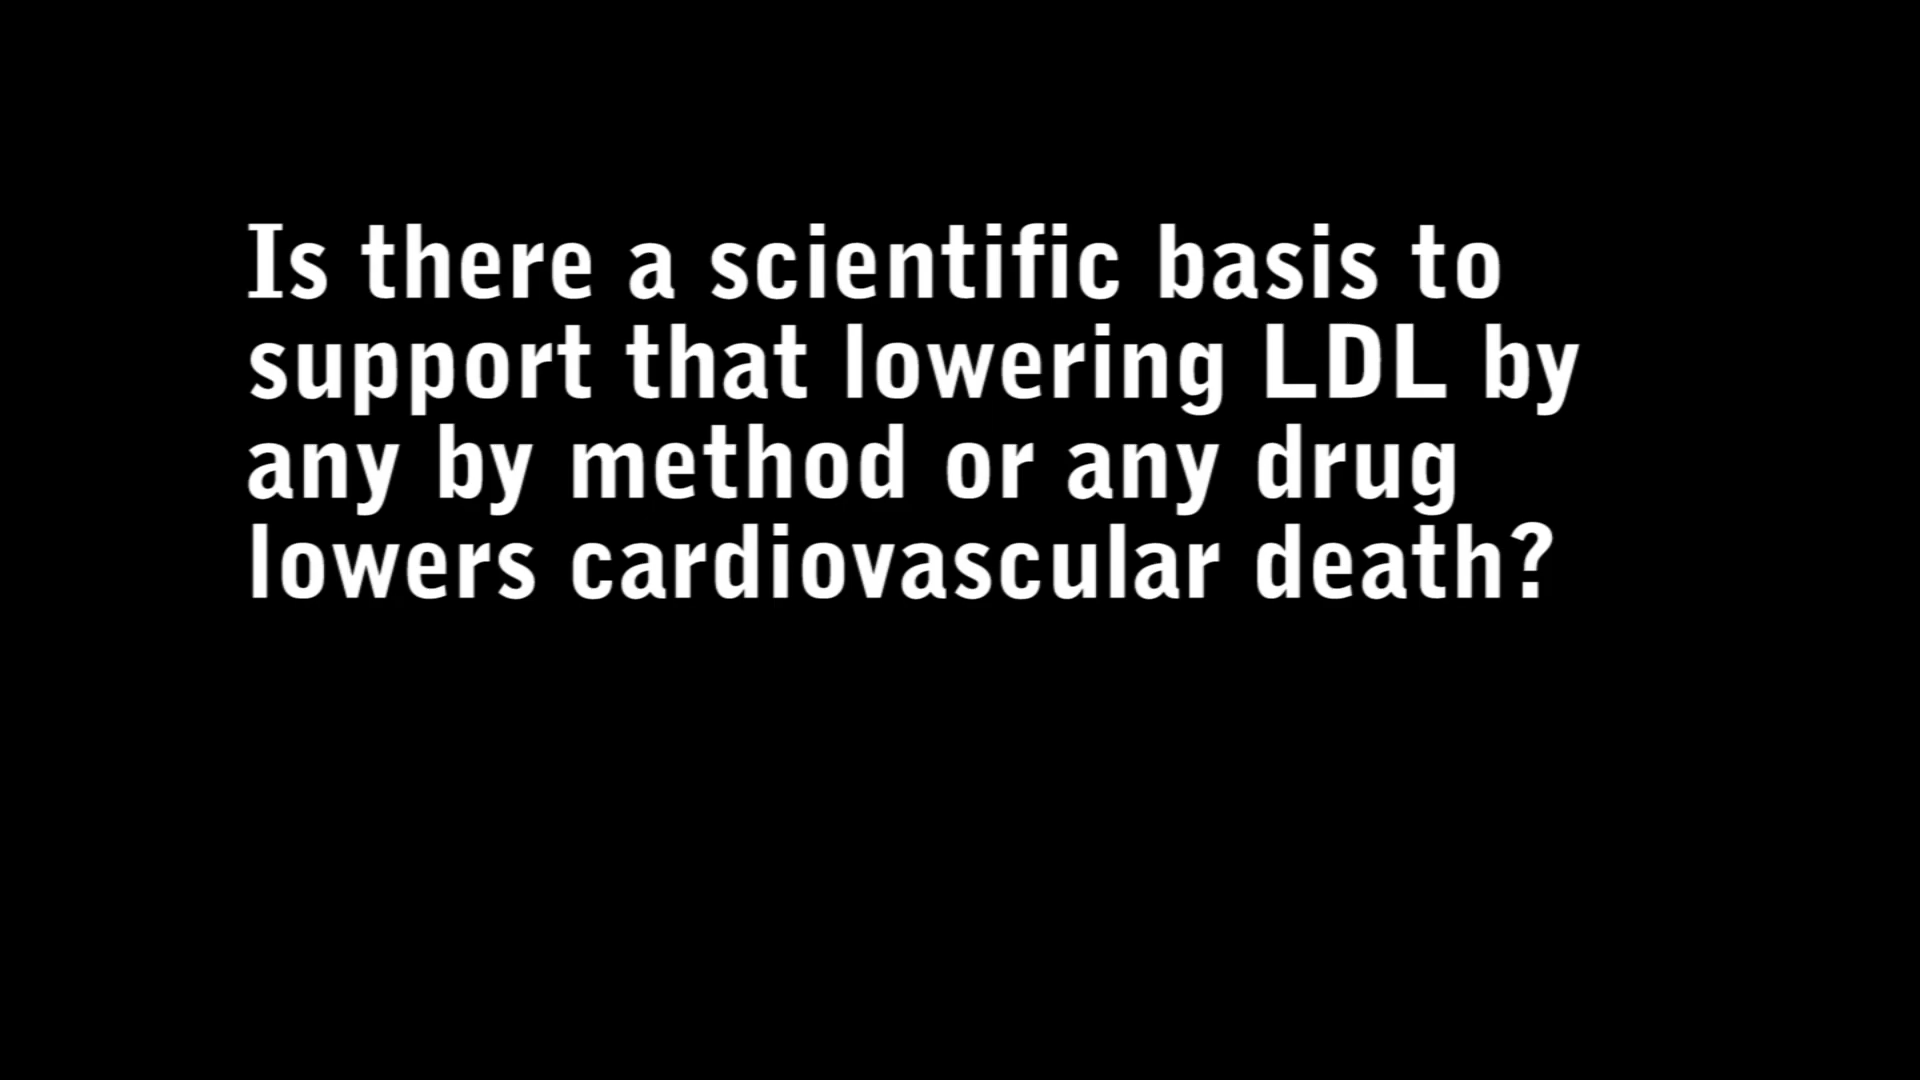 Is there a scientific basis to
support that lowering LDL by
any by method or any drug
lowers cardiovascular death?